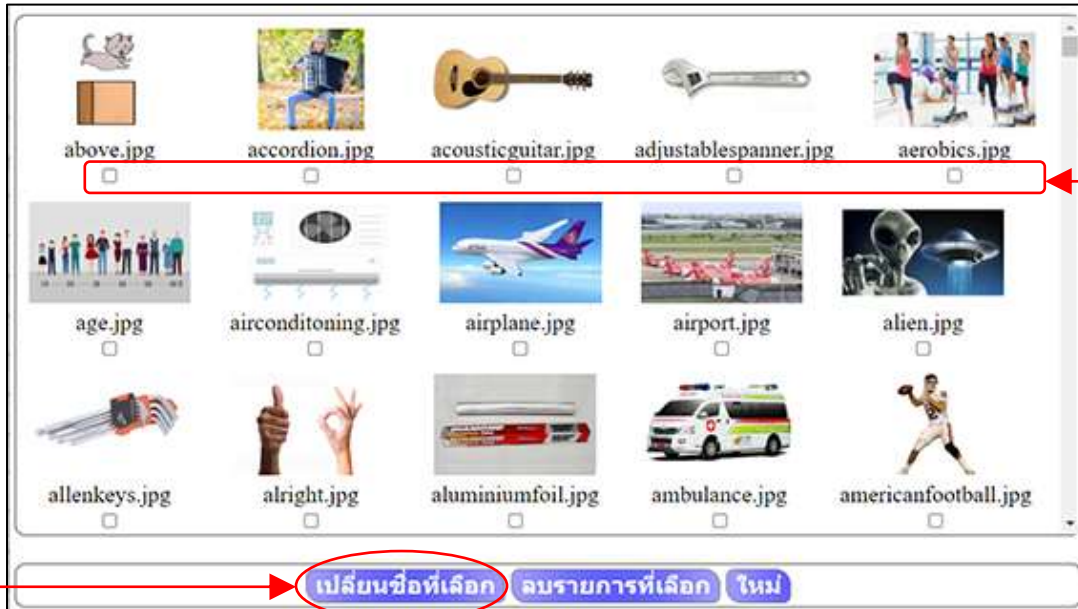 above.jpg accordion.jpg acousticguitar.jpg adjustablespanner.jpg aerobics.jpg
age.jpg airconditoning.jpg airplane.jpg airport.jpg alien.jpg
allenkeys.jpg alright.jpg aluminiumfoil.jpg ambulance.jpg americanfootball.jpg
เปลี่ยนชื่อที่เลือก ลบรายการที่เลือก ใหม่